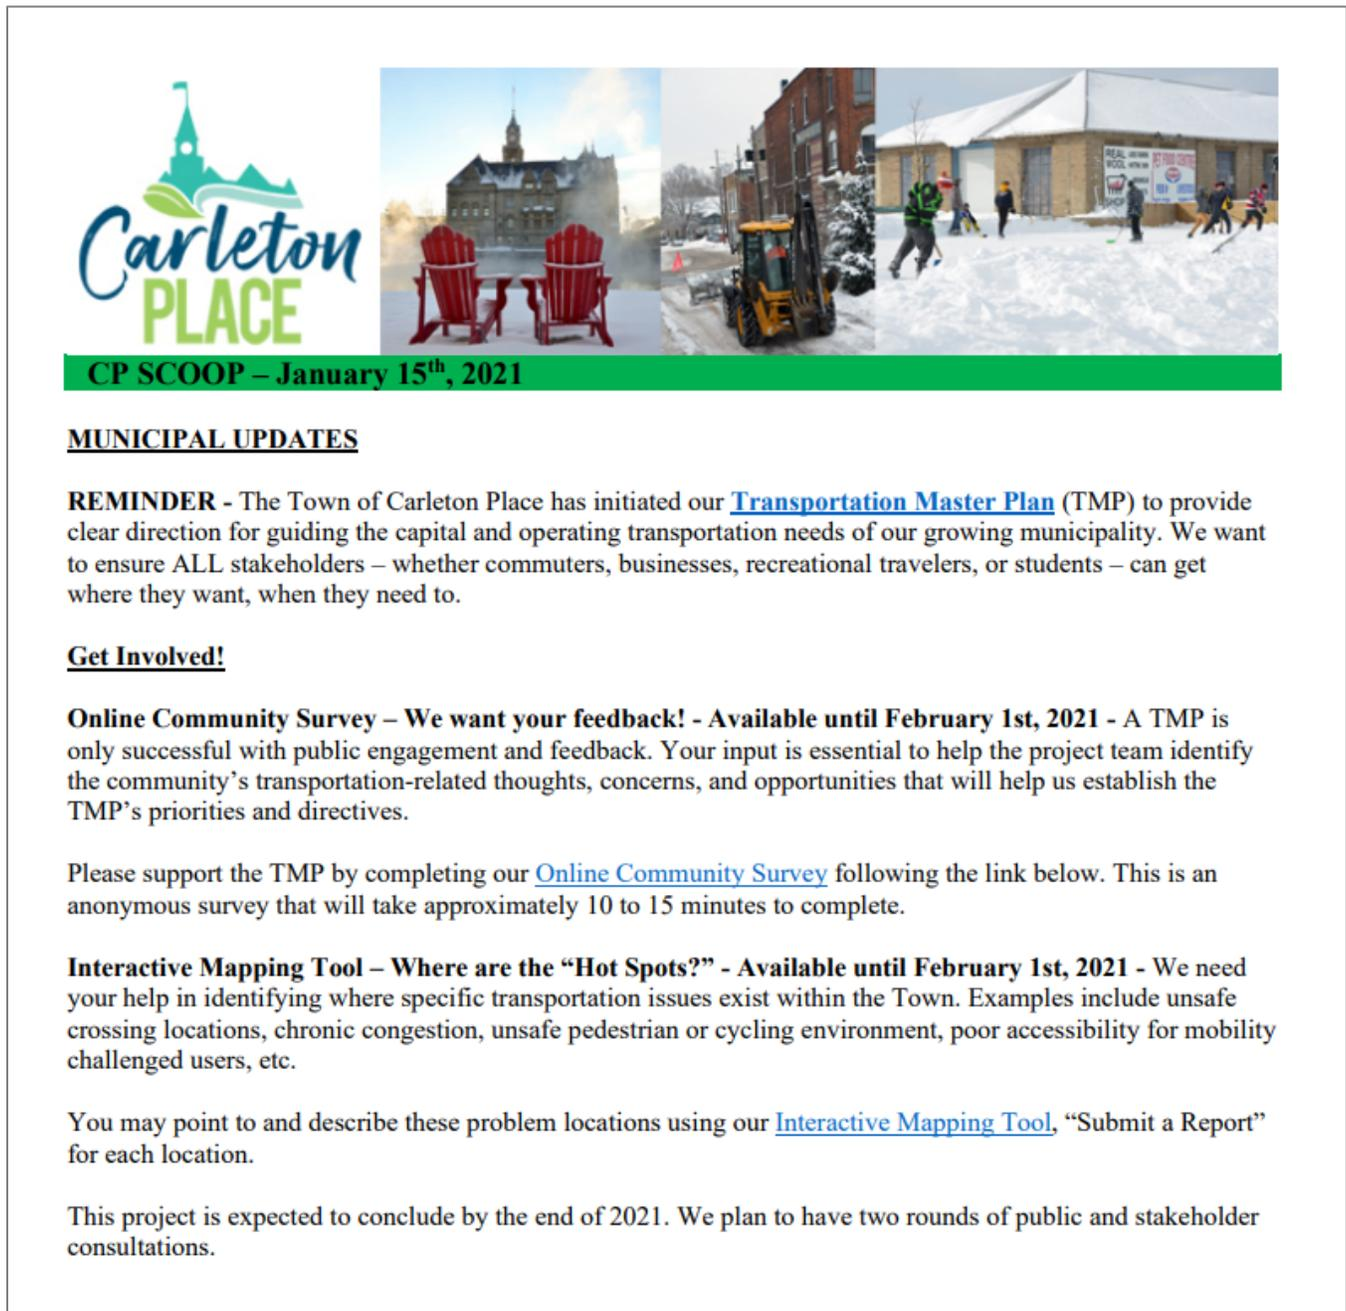 Carleton
PLACE
REAL
WOOL
SHOP
PET FOOD CENTRE
CP SCOOP – January 15th, 2021
MUNICIPAL UPDATES
REMINDER - The Town of Carleton Place has initiated our Transportation Master Plan (TMP) to provide
clear direction for guiding the capital and operating transportation needs of our growing municipality. We want
to ensure ALL stakeholders – whether commuters, businesses, recreational travelers, or students – can get
where they want, when they need to.
Get Involved!
Online Community Survey – We want your feedback! - Available until February 1st, 2021 - A TMP is
only successful with public engagement and feedback. Your input is essential to help the project team identify
the community’s transportation-related thoughts, concerns, and opportunities that will help us establish the
TMP’s priorities and directives.
Please support the TMP by completing our Online Community Survey following the link below. This is an
anonymous survey that will take approximately 10 to 15 minutes to complete.
Interactive Mapping Tool – Where are the “Hot Spots?” - Available until February 1st, 2021 - We need
your help in identifying where specific transportation issues exist within the Town. Examples include unsafe
crossing locations, chronic congestion, unsafe pedestrian or cycling environment, poor accessibility for mobility
challenged users, etc.
You may point to and describe these problem locations using our Interactive Mapping Tool, “Submit a Report”
for each location.
This project is expected to conclude by the end of 2021. We plan to have two rounds of public and stakeholder
consultations.